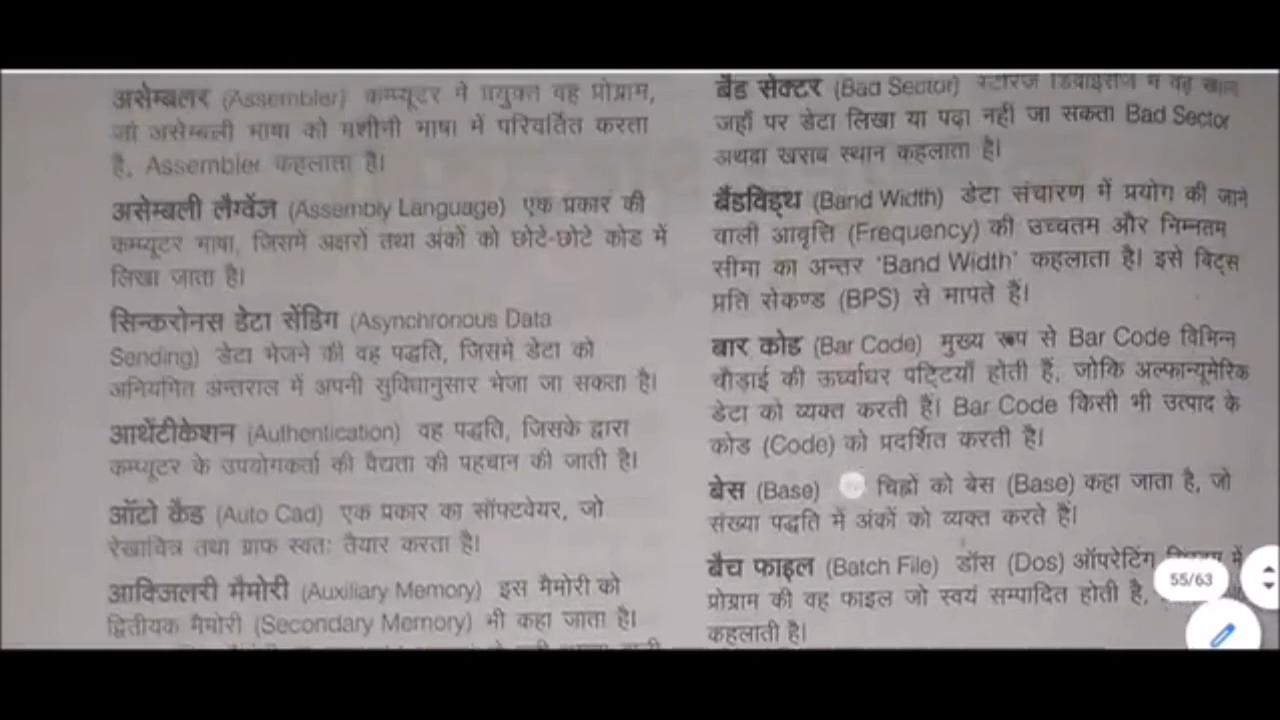 असेम्बलर (Assembler) कम्प्यूटर में प्रयुक्त वह प्रोग्राम,
जो असेम्बली भाषा को मशीनी भाषा में परिवर्तित करता
है, Assembler कहलाता है।
असेम्बली लैंग्वेंज (Assembly Language) एक प्रकार की
कम्प्यूटर भाषा, जिसमें अक्षरों तथा अंकों को छोटे-छोटे कोड में
लिखा जाता है।
सिन्करोनस डेटा सेंडिग (Asynchronous Data
Sending) डेटा भेजने की वह पद्धति, जिसमें डेटा को
अनियमित अन्तराल में अपनी सुविधानुसार भेजा जा सकता है।
आथेंटीकेशन (Authentication) वह पद्धति, जिसके द्वारा
कम्प्यूटर के उपयोगकर्ता की वैद्यता की पहचान की जाती है।
ऑटो कैड (Auto Cad) एक प्रकार का सॉफ्टवेयर, जो
रेखाचित्र तथा ग्राफ स्वतः तैयार करता है।
आक्जिलरी मैमोरी (Auxiliary Memory) इस मैमोरी को
द्वितीयक मैमोरी (Secondary Memory) भी कहा जाता है।
बैड सेक्टर (Bad Sector) स्टोरेज डिवाइसेज में वह स्थान
जहाँ पर डेटा लिखा या पढ़ा नहीं जा सकता Bad Sector
अथवा खराब स्थान कहलाता है।
बैंडविड्थ (Band Width) डेटा संचारण में प्रयोग की जाने
वाली आवृत्ति (Frequency) की उच्चतम और निम्नतम
सीमा का अन्तर 'Band Width' कहलाता है। इसे बिट्स
प्रति सेकण्ड (BPS) से मापते हैं।
बार कोड (Bar Code) मुख्य रूप से Bar Code विभिन्न
चौड़ाई की ऊर्ध्वाधर पट्टियाँ होती हैं, जोकि अल्फान्यूमेरिक
डेटा को व्यक्त करती हैं। Bar Code किसी भी उत्पाद के
कोड (Code) को प्रदर्शित करती है।
बेस (Base) चिह्नों को बेस (Base) कहा जाता है, जो
संख्या पद्धति में अंकों को व्यक्त करते हैं।
बैच फाइल (Batch File) डॉस (Dos) ऑपरेटिंग में
प्रोग्राम की वह फाइल जो स्वयं सम्पादित होती है,
कहलाती है।
55/63